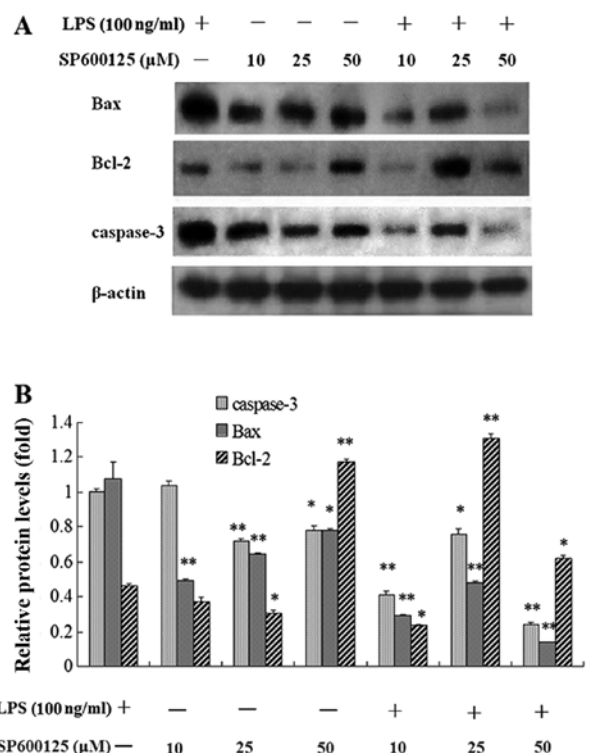 A LPS (100 ng/ml) + − − − + + +
SP600125 (μM) − 10 25 50 10 25 50
Bax
Bcl-2
caspase-3
β-actin
B
caspase-3
Bax
Bcl-2
Relative protein levels (fold)
1.4
1.2
1
0.8
0.6
0.4
0.2
0
** ** ** * * * ** ** ** * * ** ** ** ** *
LPS (100 ng/ml) + − − − + + +
SP600125 (μM) − 10 25 50 10 25 50